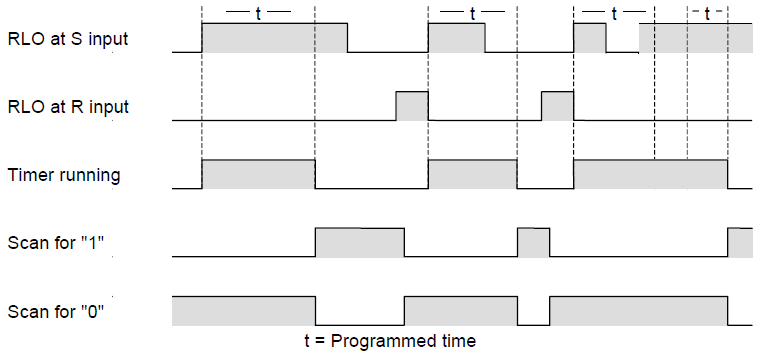 t t t t
RLO at S input
RLO at R input
Timer running
Scan for "1"
Scan for "0"
t = Programmed time